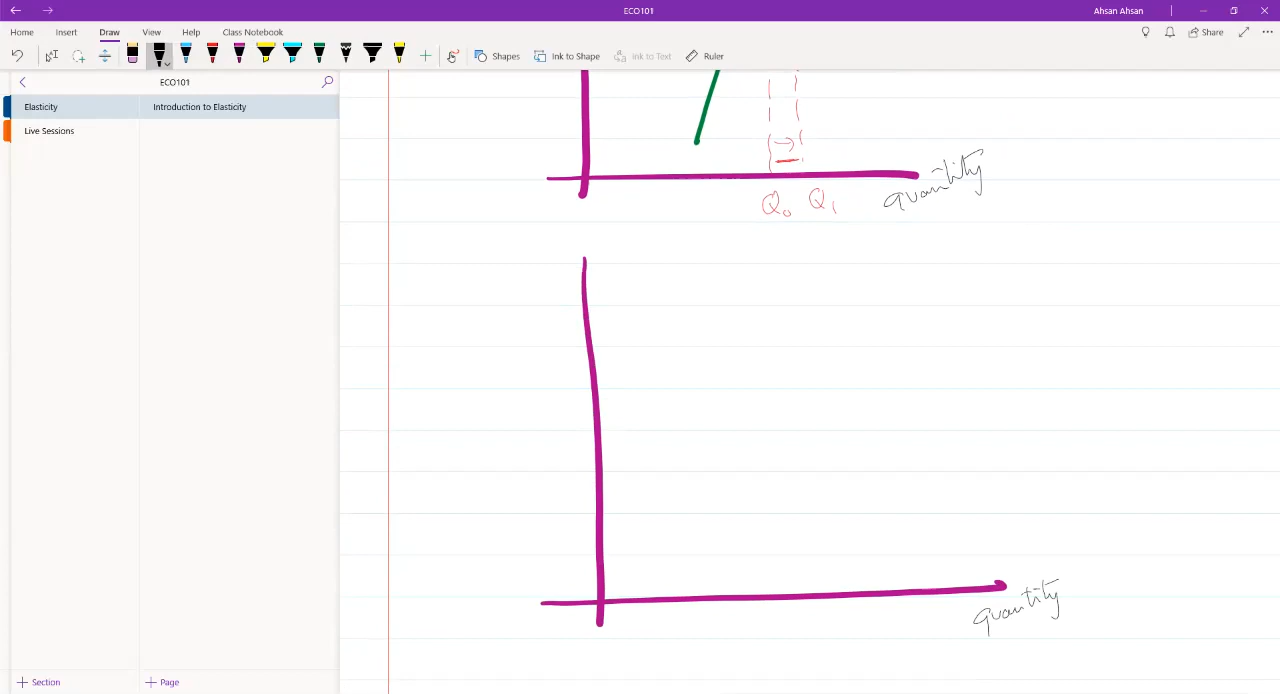 ECO101
Ahsan Ahsan
Home Insert Draw View Help Class Notebook
Share
Shapes Ink to Shape Ink to Text Ruler
ECO101
Elasticity
Introduction to Elasticity
Live Sessions
Q₀ Q₁ quantity
quantity
Section
Page